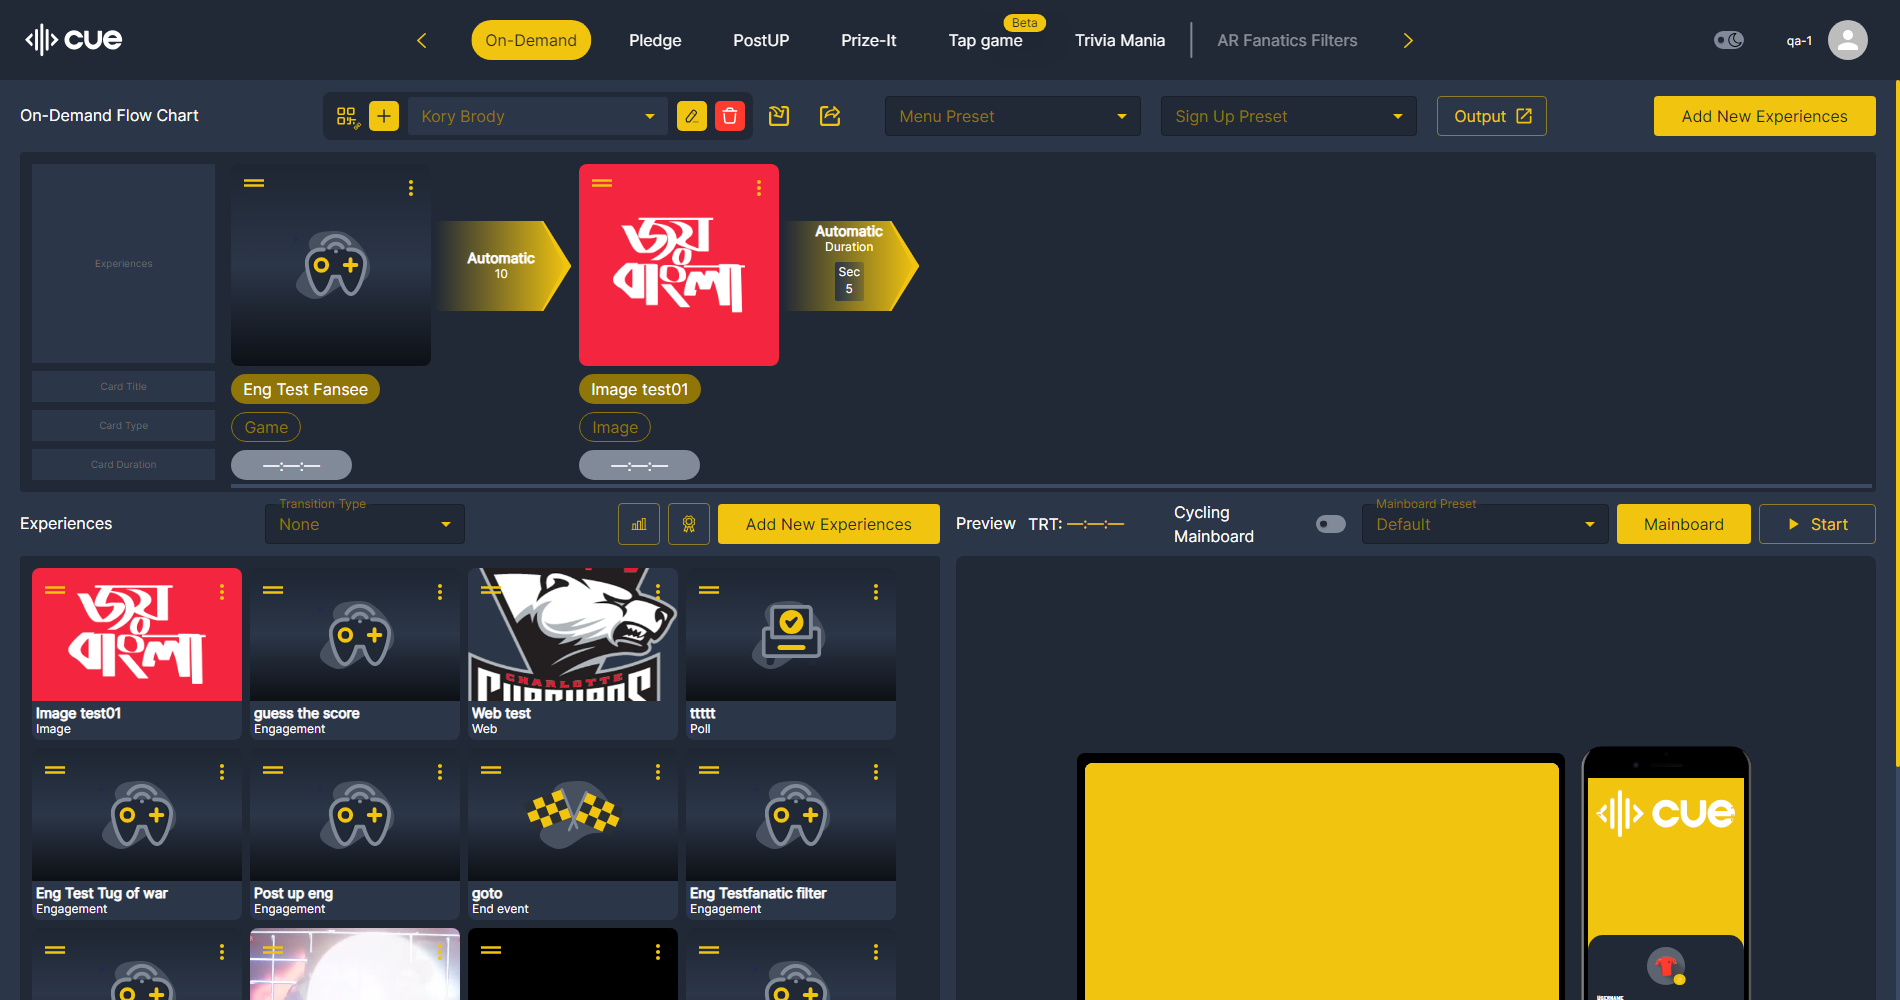 cue
On-Demand
Pledge
PostUP
Prize-It
Tap game
Beta
Trivia Mania
AR Fanatics Filters
qa-1
On-Demand Flow Chart
Kory Brody
Menu Preset
Sign Up Preset
Output
Add New Experiences
Experiences
Card Title
Card Type
Card Duration
জয়
বাংলা
Automatic
10
Automatic
Duration
Sec
5
Eng Test Fansee
Image test01
Game
Image
—:—:—
—:—:—
Experiences
Transition Type
None
Add New Experiences
Preview
TRT: —:—:—
Cycling
Mainboard
Mainboard Preset
Default
Mainboard
Start
জয়
বাংলা
CHARLOTTE
Image test01
Image
guess the score
Engagement
Web test
Web
ttttt
Poll
Eng Test Tug of war
Engagement
Post up eng
Engagement
goto
End event
Eng Testfanatic filter
Engagement
cue
USERNAME